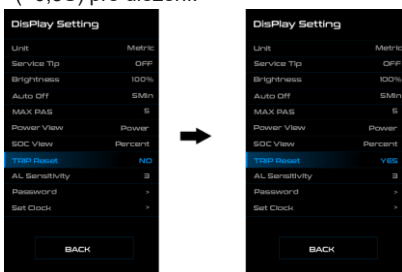 DisPlay Setting
Unit Metric
Service Tip OFF
Brightness 100%
Auto Off 5Min
MAX PAS 5
Power View Power
SOC View Percent
TRIP Reset NO
AL Sensitivity 3
Password >
Set Clock >
BACK
DisPlay Setting
Unit Metric
Service Tip OFF
Brightness 100%
Auto Off 5Min
MAX PAS 5
Power View Power
SOC View Percent
TRIP Reset YES
AL Sensitivity 3
Password >
Set Clock >
BACK